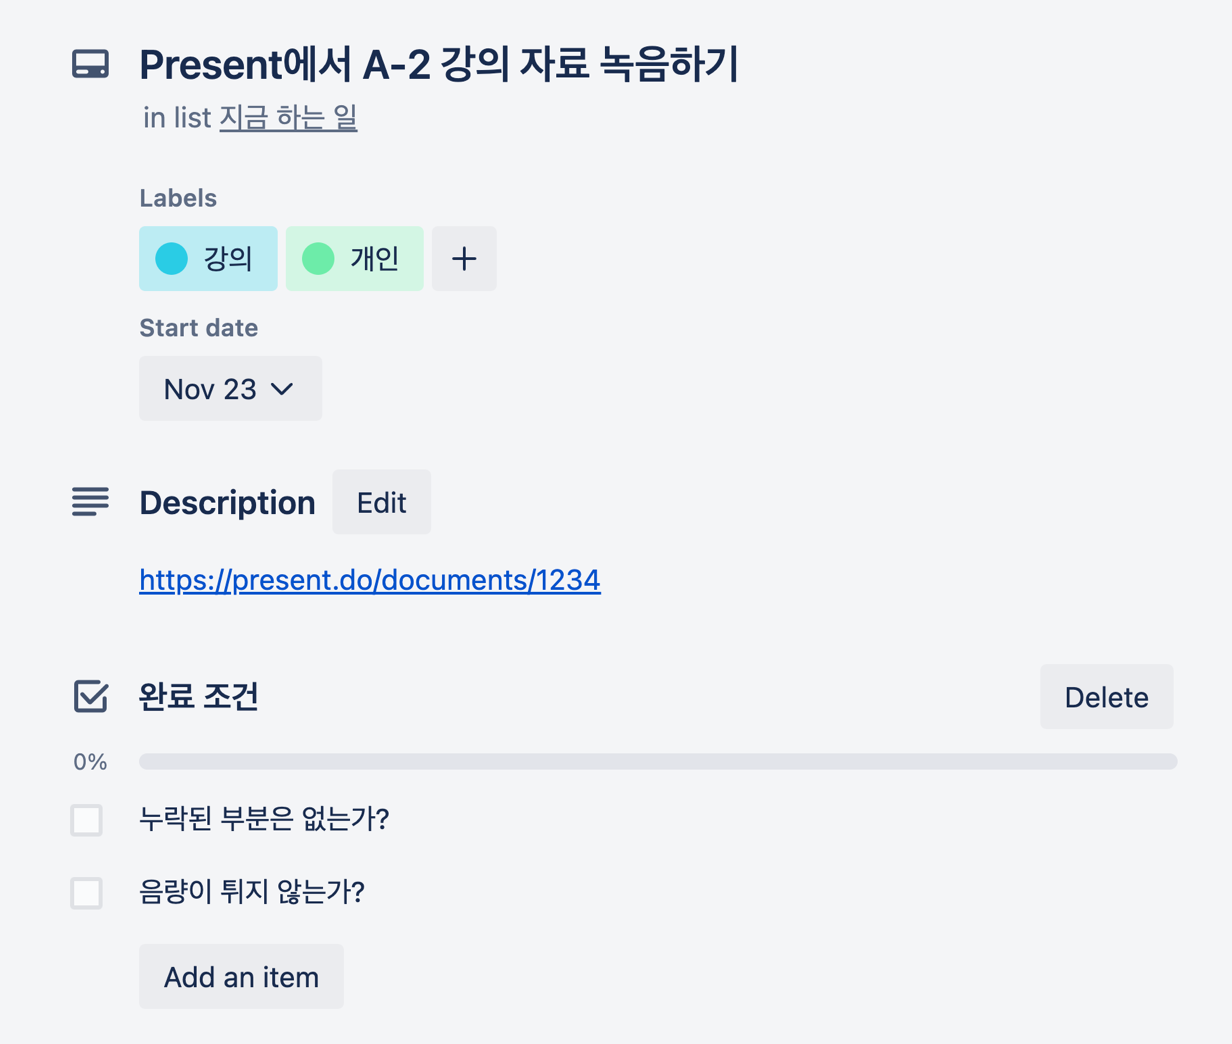 Present에서 A-2 강의 자료 녹음하기
in list 지금 하는 일
Labels
강의 개인 +
Start date
Nov 23
Description Edit
https://present.do/documents/1234
완료 조건 Delete
0%
누락된 부분은 없는가?
음량이 튀지 않는가?
Add an item